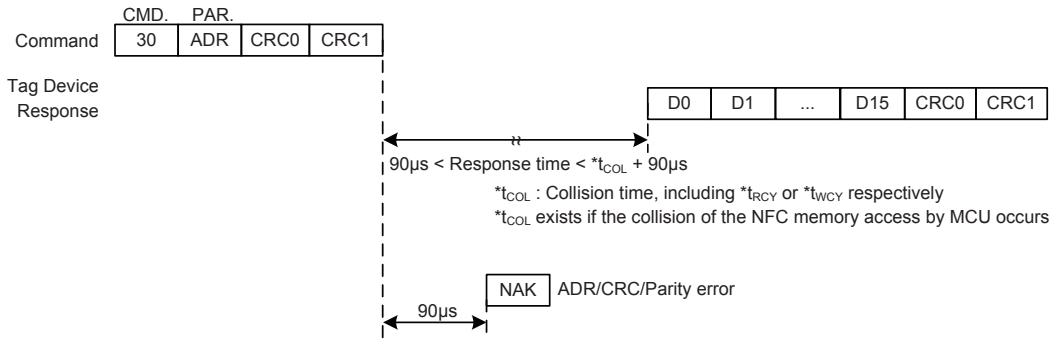 CMD. PAR.
Command 30 ADR CRC0 CRC1
Tag Device
Response
D0 D1 ... D15 CRC0 CRC1
90μs < Response time < *tCOL + 90μs
*tCOL : Collision time, including *tRCY or *tWCY respectively
*tCOL exists if the collision of the NFC memory access by MCU occurs
NAK ADR/CRC/Parity error
90μs